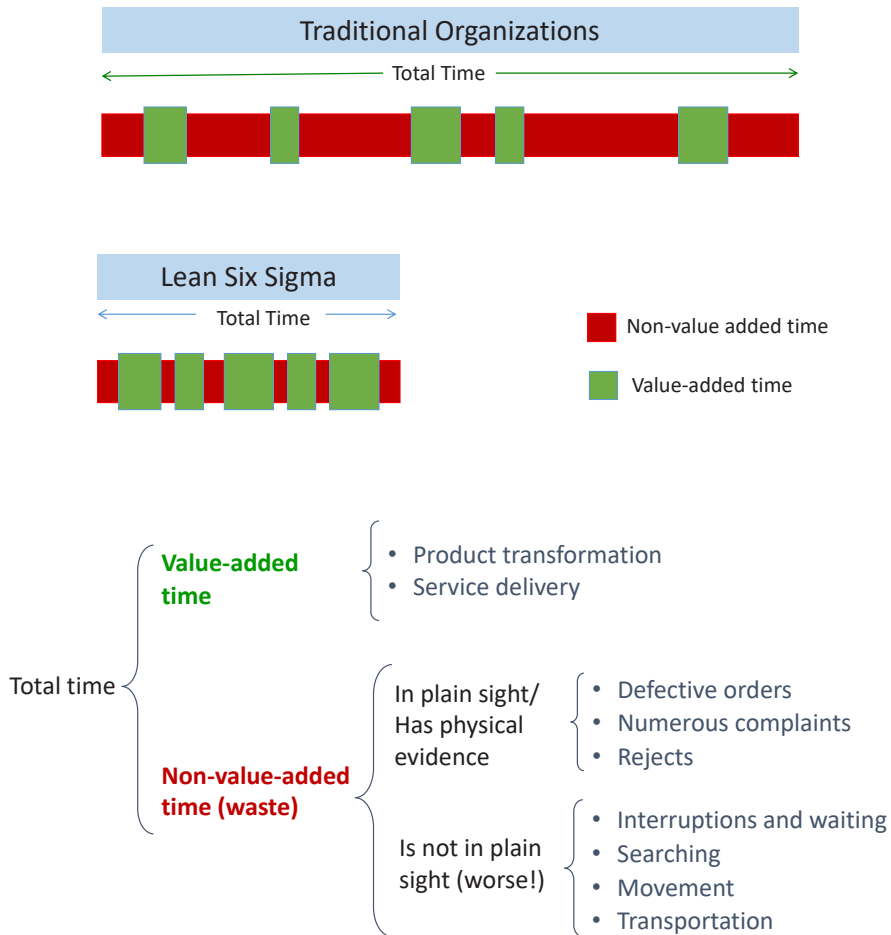 Traditional Organizations
Total Time
Lean Six Sigma
Total Time
Non-value added time
Value-added time
Total time
Value-added
time
• Product transformation
• Service delivery
Non-value-added
time (waste)
In plain sight/
Has physical
evidence
• Defective orders
• Numerous complaints
• Rejects
Is not in plain
sight (worse!)
• Interruptions and waiting
• Searching
• Movement
• Transportation